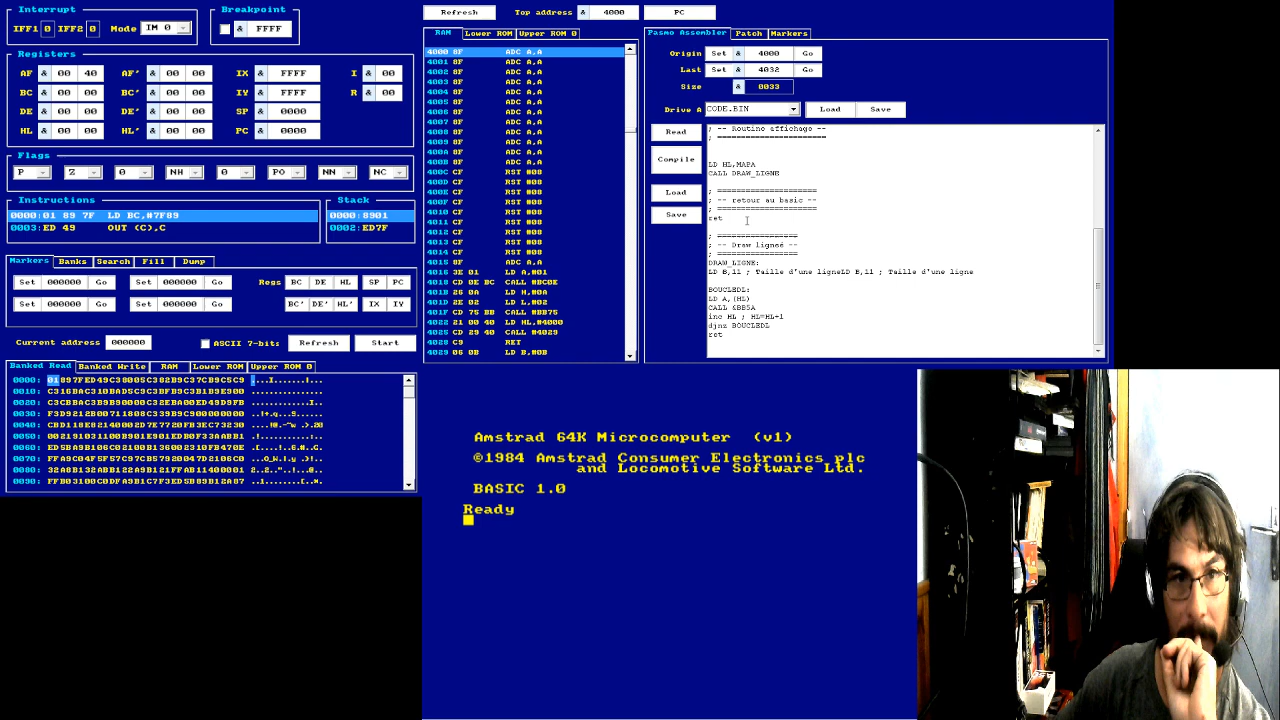 Interrupt
IFF1 0 IFF2 0 Mode IM 0
Breakpoint
& FFFF
Registers
AF & 00 40 AF' & 00 00 IX & FFFF I & 00
BC & 00 00 BC' & 00 00 IY & FFFF R & 00
DE & 00 00 DE' & 00 00 SP & 0000
HL & 00 00 HL' & 00 00 PC & 0000
Flags
P Z 0 NH 0 PO NN NC
Instructions
0000:01 89 7F LD BC,#7F89
0003:ED 49 OUT (C),C
Stack
0000:8901
0002:ED7F
Markers Banks Search Fill Dump
Set 000000 Go Set 000000 Go Regs BC DE HL SP PC
Set 000000 Go Set 000000 Go BC' DE' HL' IX IY
Current address 000000 ASCII 7-bits Refresh Start
Banked Read Banked Write RAM Lower ROM Upper ROM 0
Refresh Top address & 4000 PC
RAM Lower ROM Upper ROM 0
4000 8F ADC A,A
4001 8F ADC A,A
4002 8F ADC A,A
4003 8F ADC A,A
4004 8F ADC A,A
4005 8F ADC A,A
4006 8F ADC A,A
4007 8F ADC A,A
4008 8F ADC A,A
4009 8F ADC A,A
400A 8F ADC A,A
400B 8F ADC A,A
400C CF RST #08
400D CF RST #08
400E CF RST #08
400F CF RST #08
4010 CF RST #08
4011 CF RST #08
4012 CF RST #08
4013 CF RST #08
4014 CF RST #08
4015 8F ADC A,A
4016 3E 01 LD A,#01
4018 CD 0E BC CALL #BC0E
401B 26 0A LD H,#0A
401D 2E 02 LD L,#02
401F CD 75 BB CALL #BB75
4022 21 00 40 LD HL,#4000
4025 CD 29 40 CALL #4029
4028 C9 RET
4029 06 0B LD B,#0B
Pasmo Assembler Patch Markers
Origin Set & 4000 Go
Last Set & 4032 Go
Size & 0033
Drive A CODE.BIN Load Save
Read
Compile
Load
Save
; -- Routine affichage --
; ======================
LD HL,MAPA
CALL DRAW_LIGNE
; ====================
; -- retour au basic --
; ====================
ret
; ================
; -- Draw ligneé --
; ================
DRAW_LIGNE:
LD B,11 ; Taille d'une ligneLD B,11 ; Taille d'une ligne
BOUCLEDL:
LD A,(HL)
CALL &BB5A
inc HL ; HL=HL+1
djnz BOUCLEDL
ret
Amstrad 64K Microcomputer (v1)
©1984 Amstrad Consumer Electronics plc
and Locomotive Software Ltd.
BASIC 1.0
Ready